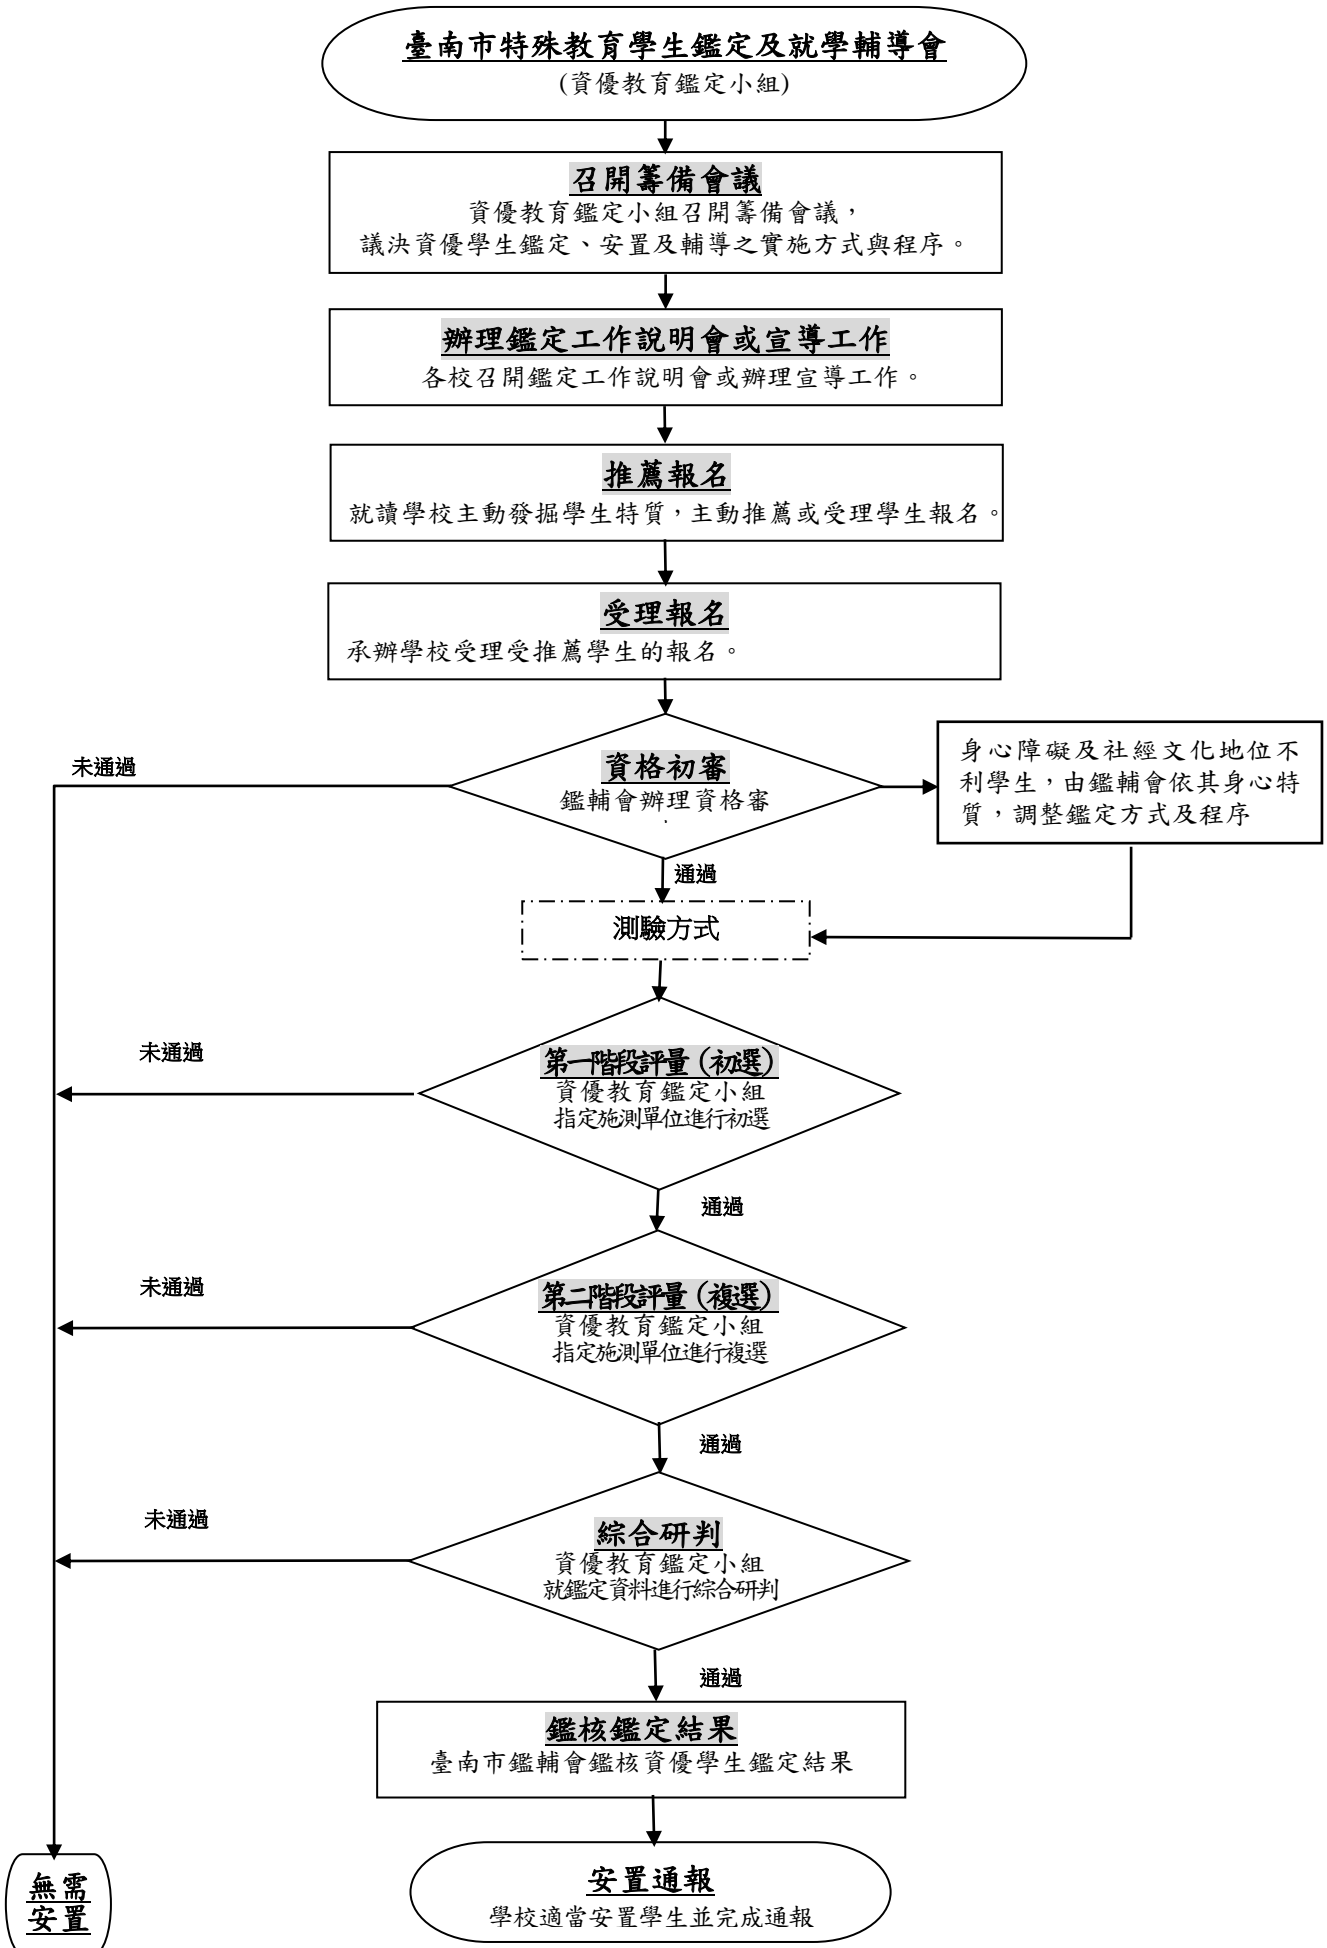 臺南市特殊教育學生鑑定及就學輔導會
(資優教育鑑定小組)
召開籌備會議
資優教育鑑定小組召開籌備會議，
議決資優學生鑑定、安置及輔導之實施方式與程序。
辦理鑑定工作說明會或宣導工作
各校召開鑑定工作說明會或辦理宣導工作。
推薦報名
就讀學校主動發掘學生特質，主動推薦或受理學生報名。
受理報名
承辦學校受理受推薦學生的報名。
資格初審
鑑輔會辦理資格審
未通過
身心障礙及社經文化地位不
利學生，由鑑輔會依其身心特
質，調整鑑定方式及程序
通過
測驗方式
第一階段評量（初選）
資優教育鑑定小組
指定施測單位進行初選
未通過
通過
第二階段評量（複選）
資優教育鑑定小組
指定施測單位進行複選
未通過
通過
綜合研判
資優教育鑑定小組
就鑑定資料進行綜合研判
未通過
通過
鑑核鑑定結果
臺南市鑑輔會鑑核資優學生鑑定結果
安置通報
學校適當安置學生並完成通報
無需
安置